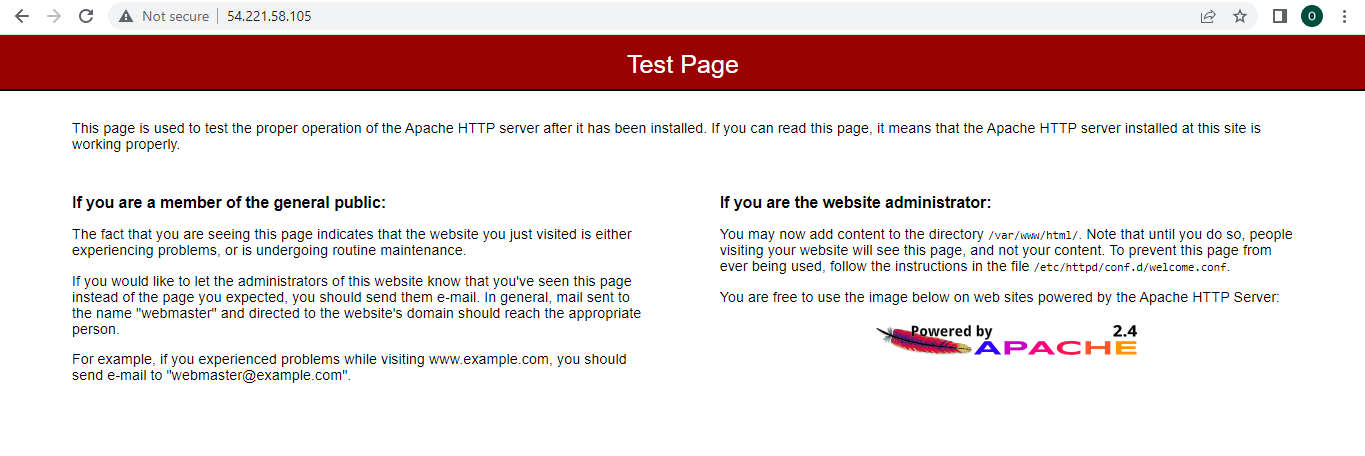 Not secure | 54.221.58.105
O
Test Page
This page is used to test the proper operation of the Apache HTTP server after it has been installed. If you can read this page, it means that the Apache HTTP server installed at this site is
working properly.
If you are a member of the general public:
The fact that you are seeing this page indicates that the website you just visited is either
experiencing problems, or is undergoing routine maintenance.
If you would like to let the administrators of this website know that you've seen this page
instead of the page you expected, you should send them e-mail. In general, mail sent to
the name "webmaster" and directed to the website's domain should reach the appropriate
person.
For example, if you experienced problems while visiting www.example.com, you should
send e-mail to "webmaster@example.com".
If you are the website administrator:
You may now add content to the directory /var/www/html/. Note that until you do so, people
visiting your website will see this page, and not your content. To prevent this page from
ever being used, follow the instructions in the file /etc/httpd/conf.d/welcome.conf.
You are free to use the image below on web sites powered by the Apache HTTP Server:
Powered by 2.4
APACHE